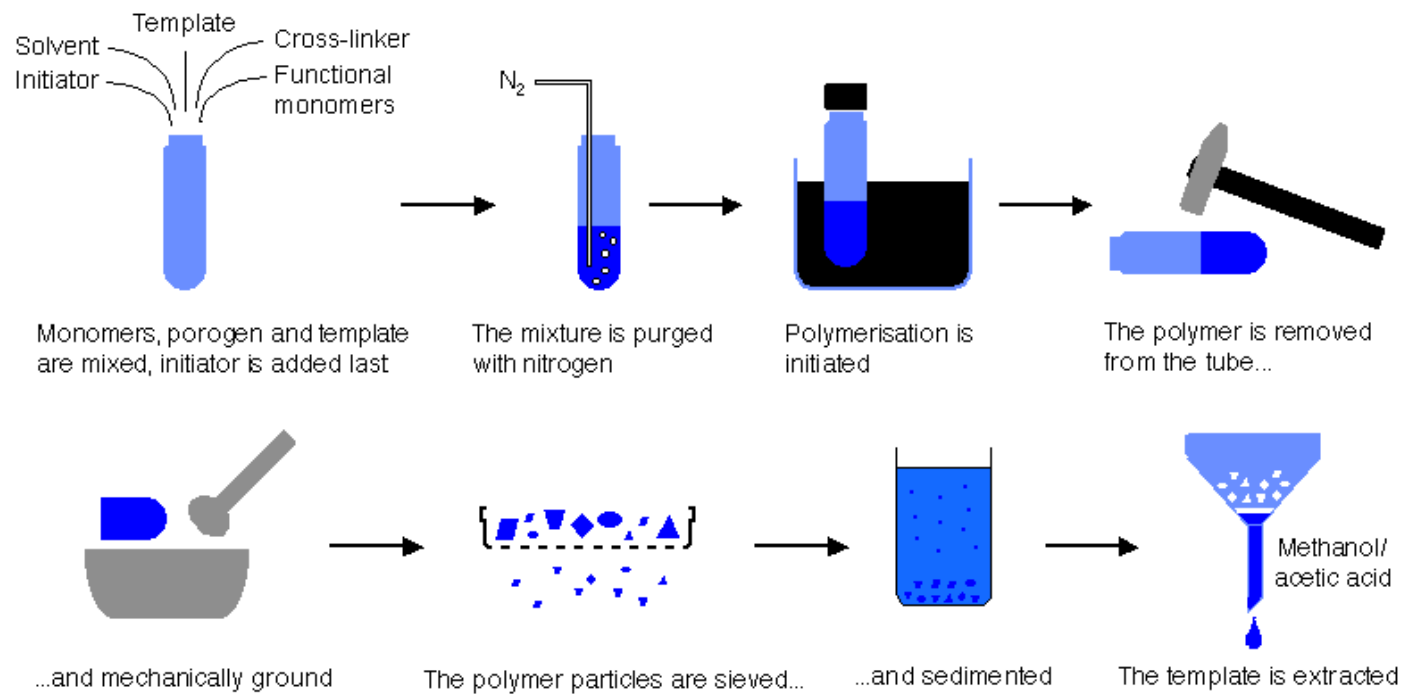 Template
Solvent
Cross-linker
Initiator
Functional
monomers
N2
Monomers, porogen and template
are mixed, initiator is added last
The mixture is purged
with nitrogen
Polymerisation is
initiated
The polymer is removed
from the tube...
Methanol/
acetic acid
...and mechanically ground
The polymer particles are sieved...
...and sedimented
The template is extracted